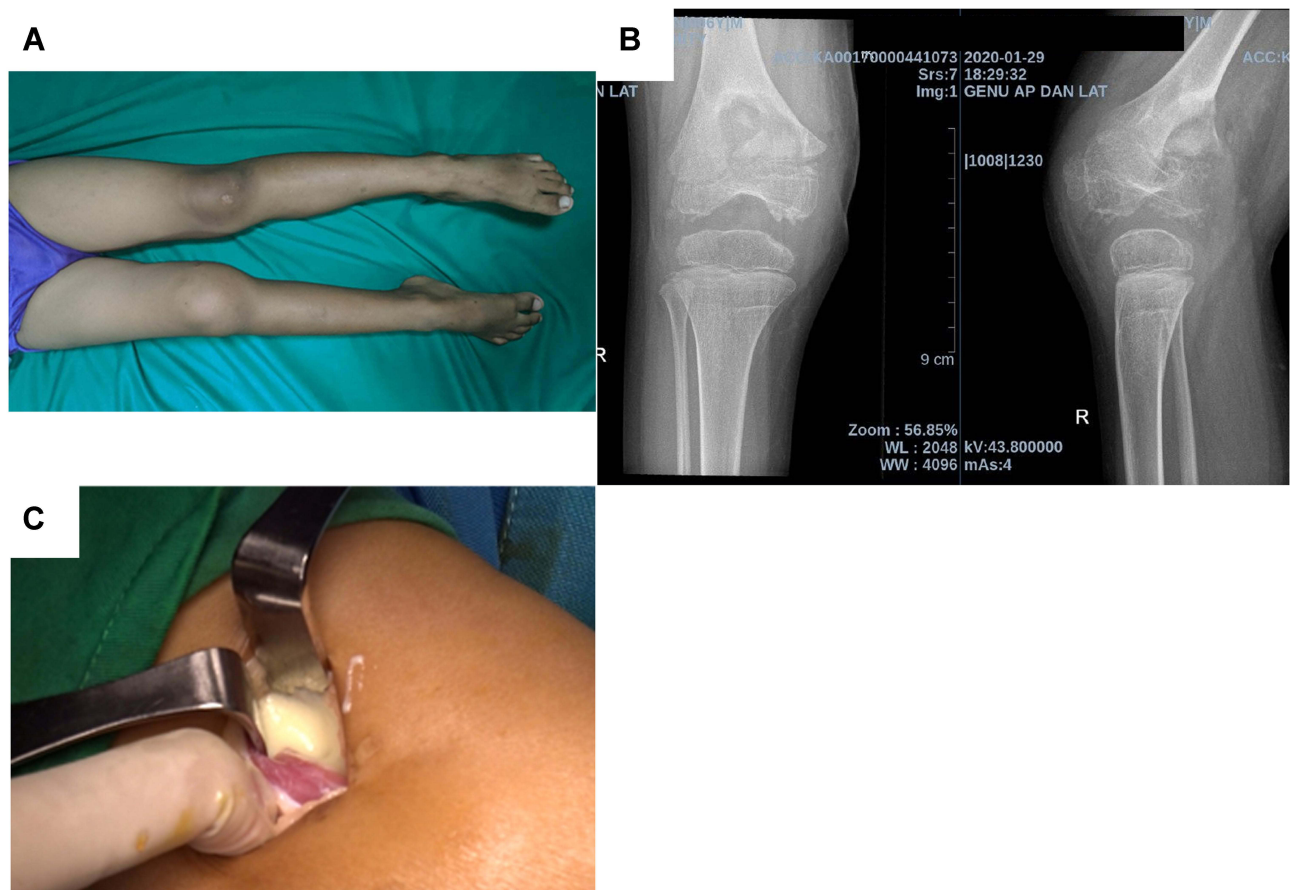 A
B
Y|M
Y|M
2020-01-29
ACC:K
Srs:7
18:29:32
N LAT
Img:1
GENU AP DAN LAT
|1008|1230
R
9 cm
R
Zoom : 56.85%
WL : 2048
kV:43.800000
WW : 4096
mAs:4
C